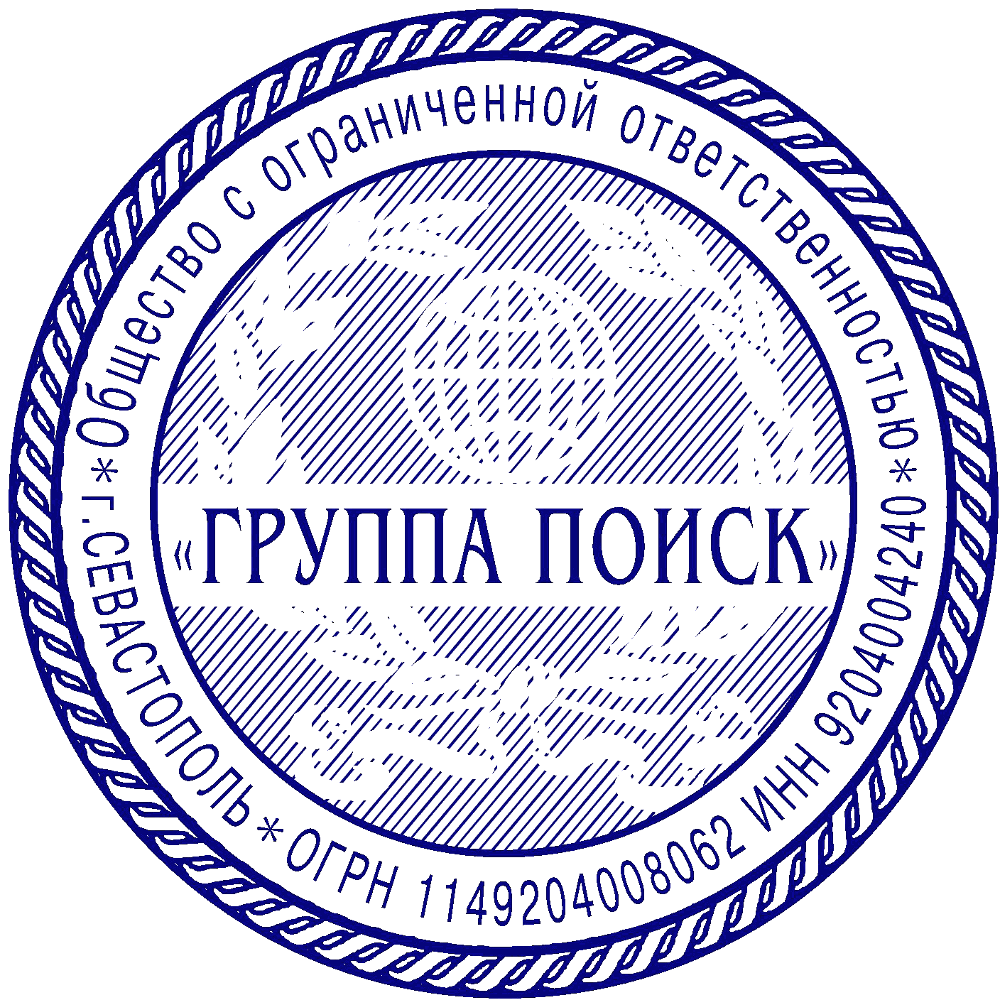 Общество с ограниченной ответственностью
* г. СЕВАСТОПОЛЬ * ОГРН 1149204008062 ИНН 9204004240 *
«ГРУППА ПОИСК»